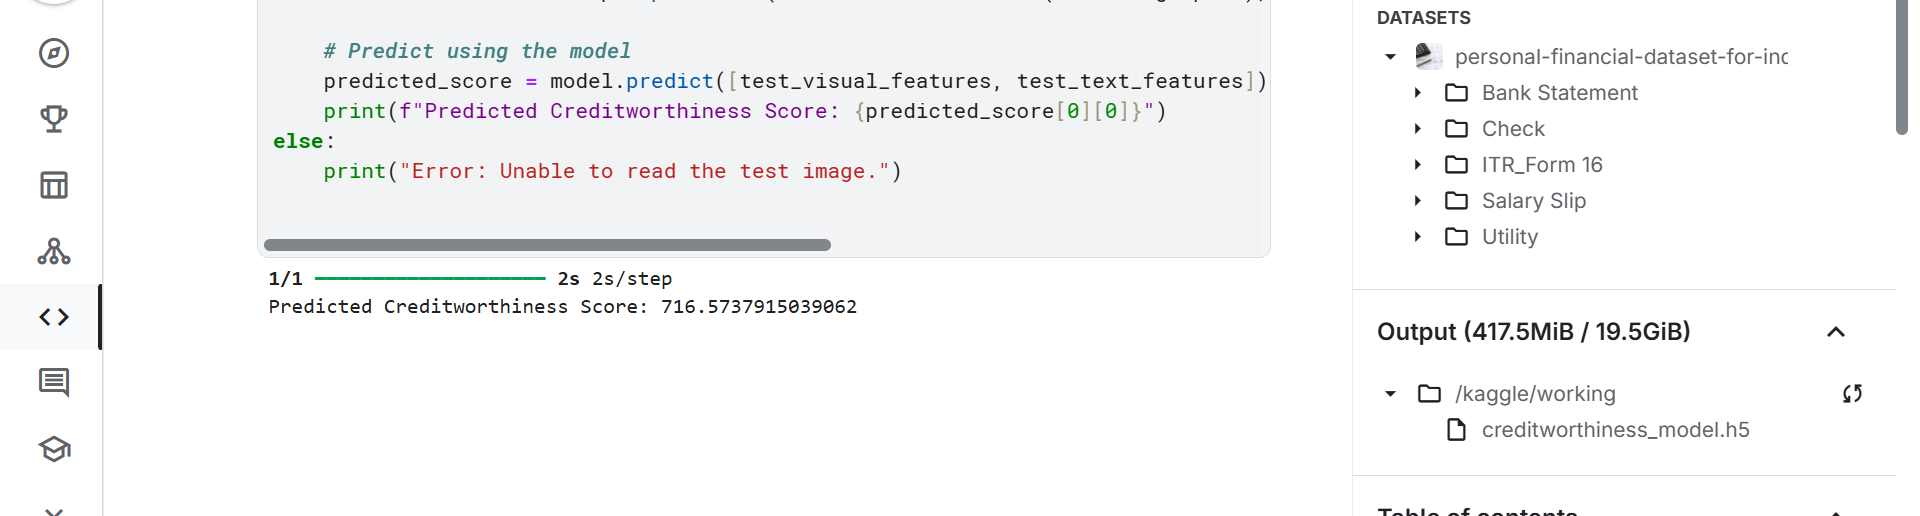 # Predict using the model
predicted_score = model.predict([test_visual_features, test_text_features])
print(f"Predicted Creditworthiness Score: {predicted_score[0][0]}")
else:
print("Error: Unable to read the test image.")
1/1 2s 2s/step
Predicted Creditworthiness Score: 716.5737915039062
DATASETS
personal-financial-dataset-for-inc
Bank Statement
Check
ITR_Form 16
Salary Slip
Utility
Output (417.5MiB / 19.5GiB)
/kaggle/working
creditworthiness_model.h5
Table of contents